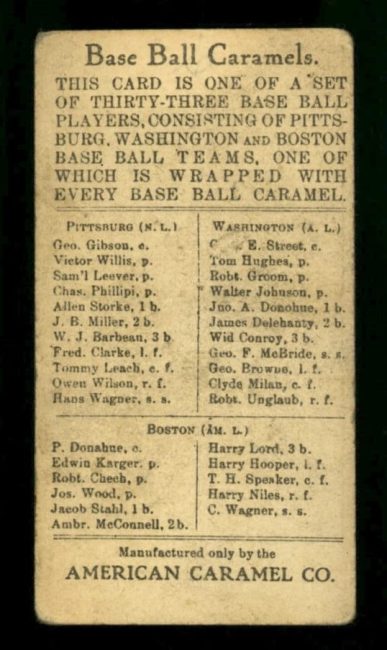 Base Ball Caramels.
THIS CARD IS ONE OF A SET
OF THIRTY-THREE BASE BALL
PLAYERS, CONSISTING OF PITTS-
BURG, WASHINGTON AND BOSTON
BASE BALL TEAMS, ONE OF
WHICH IS WRAPPED WITH
EVERY BASE BALL CARAMEL.
PITTSBURG (N. L.)
Geo. Gibson, c.
Victor Willis, p.
Sam'l Leever, p.
Chas. Phillipi, p.
Allen Storke, 1 b.
J. B. Miller, 2 b.
W. J. Barbeau, 3 b
Fred. Clarke, l. f.
Tommy Leach, c. f.
Owen Wilson, r. f.
Hans Wagner, s. s.
WASHINGTON (A. L.)
E. Street, c.
Tom Hughes, p.
Robt. Groom, p.
Walter Johnson, p.
Jno. A. Donohue, 1 b.
James Delehanty, 2 b.
Wid Conroy, 3 b.
Geo. F. McBride, s. s.
Geo. Browne, l. f.
Clyde Milan, c. f.
Robt. Unglaub, r. f.
BOSTON (AM. L.)
P. Donahue, c.
Edwin Karger. p.
Robt. Chech, p.
Jos. Wood, p.
Jacob Stahl, 1 b.
Ambr. McConnell, 2 b.
Harry Lord, 3 b.
Harry Hooper, l. f.
T. H. Speaker, c. f.
Harry Niles, r. f.
C. Wagner, s. s.
Manufactured only by the
AMERICAN CARAMEL CO.